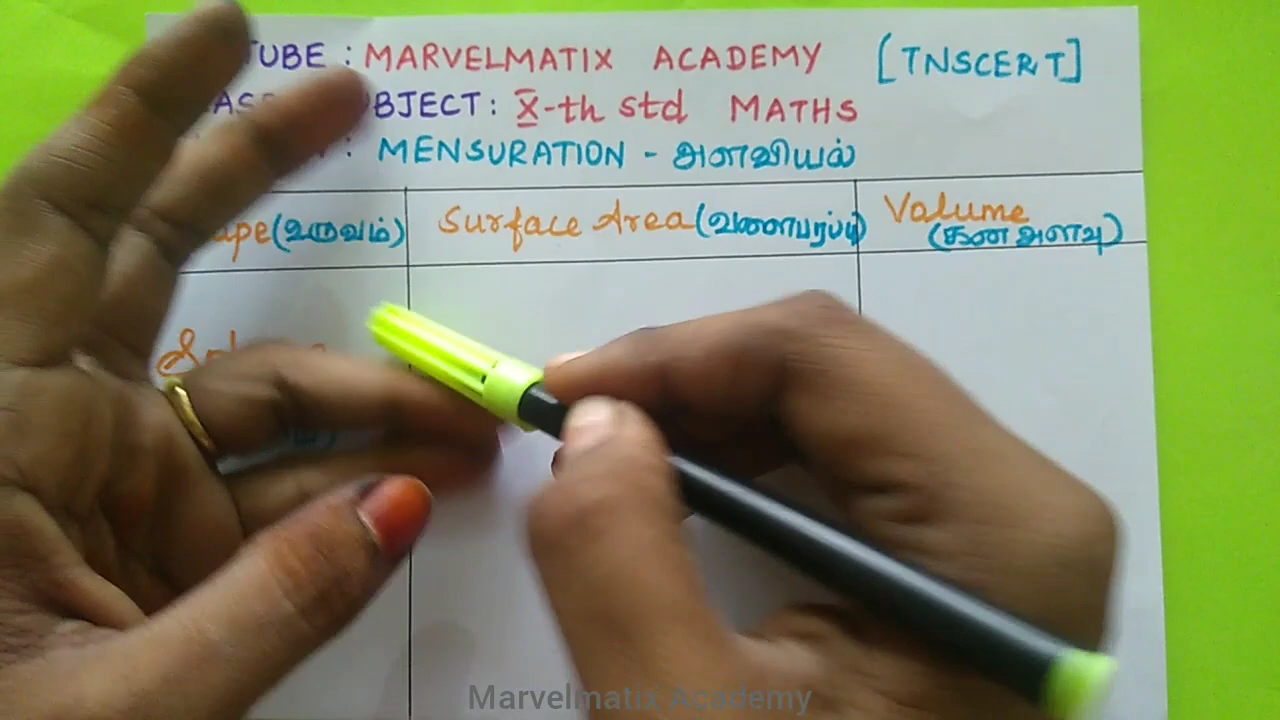 TUBE : MARVELMATIX ACADEMY [TNSCERT]
BJECT : X-th std MATHS
: MENSURATION - அளவியல்
ape(உருவம்) Surface Area(வளைபரப்பு) Volume
(கன அளவு)
Marvelmatix Academy